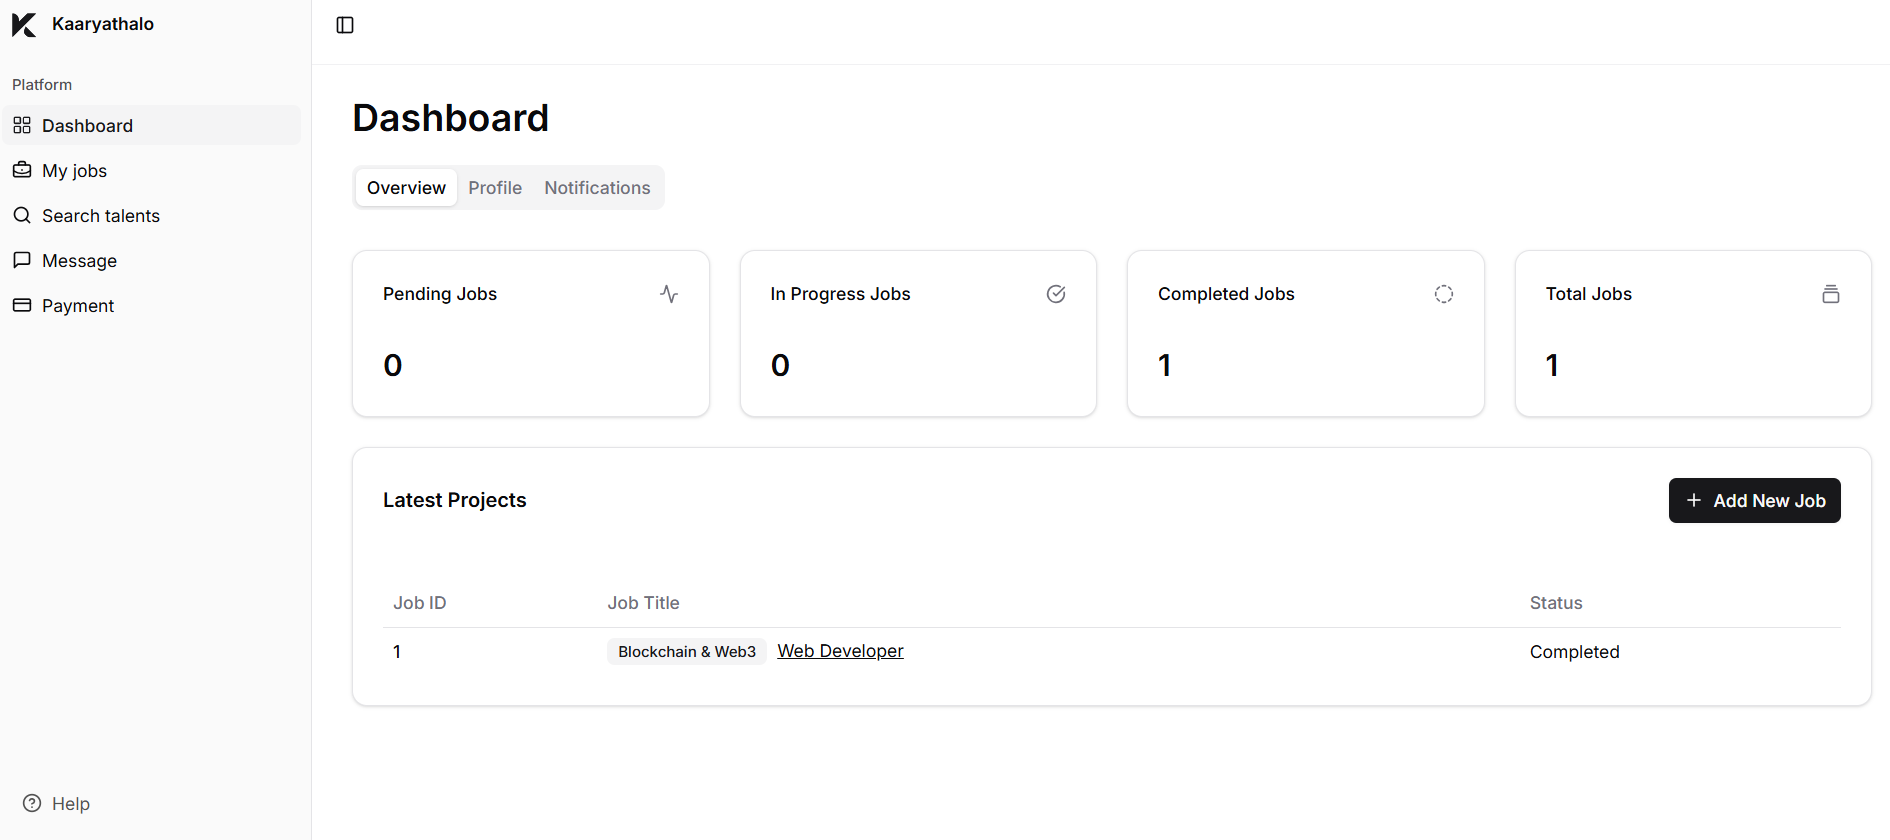 Kaaryathalo
Platform
Dashboard
My jobs
Search talents
Message
Payment
Help
Dashboard
Overview Profile Notifications
Pending Jobs
0
In Progress Jobs
0
Completed Jobs
1
Total Jobs
1
Latest Projects
Add New Job
Job ID Job Title Status
1 Blockchain & Web3 Web Developer Completed